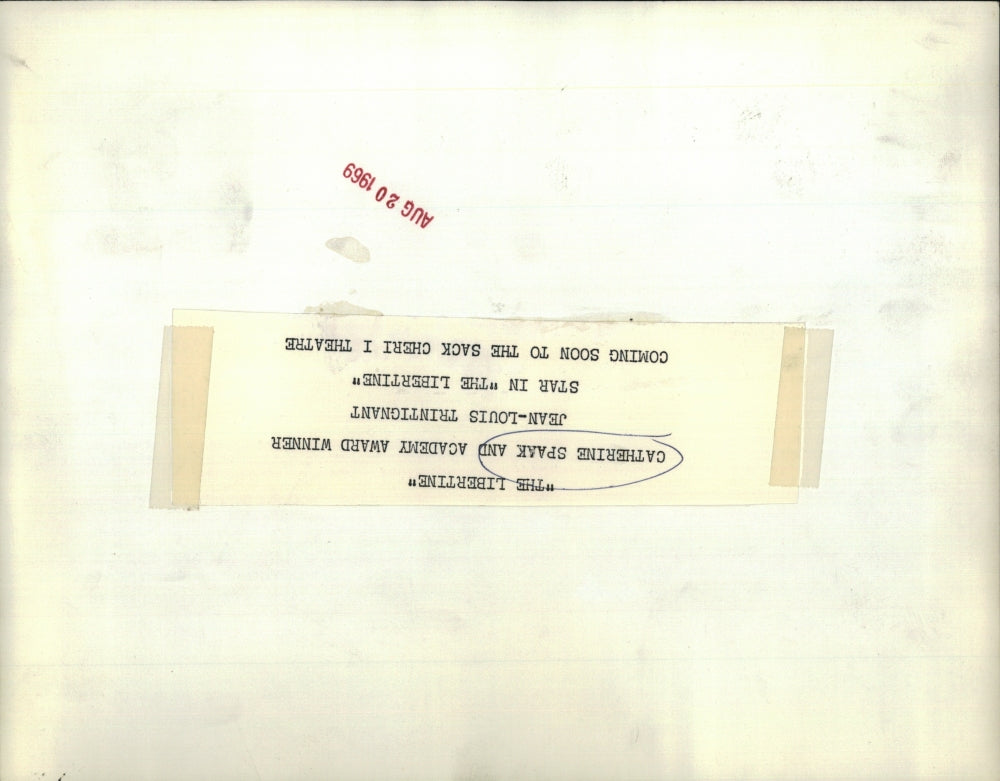 "THE LIBERTINE"
CATHERINE SPAAK AND ACADEMY AWARD WINNER
JEAN-LOUIS TRINTIGNANT
STAR IN "THE LIBERTINE"
COMING SOON TO THE SACK CHERI I THEATRE
AUG 20 1969